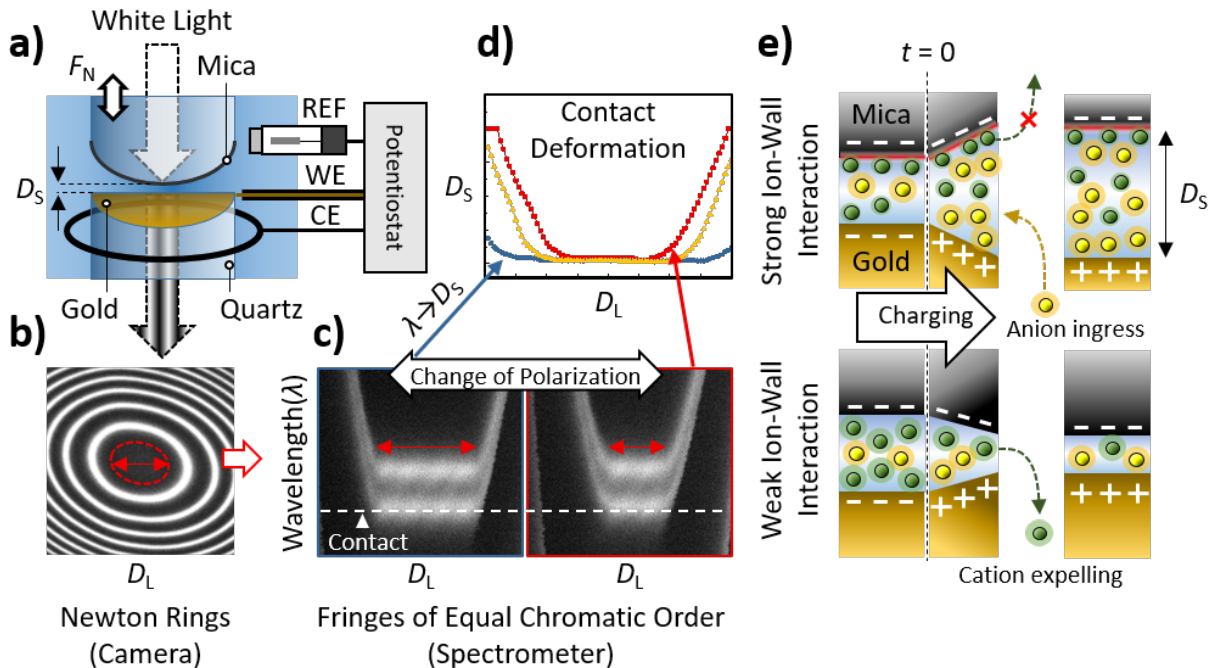 a)
White Light
F_N
Mica
REF
WE
CE
Potentiostat
D_S
Gold
Quartz
b)
D_L
Newton Rings
(Camera)
c)
λ→D_S
Change of Polarization
Wavelength(λ)
Contact
D_L
D_L
Fringes of Equal Chromatic Order
(Spectrometer)
d)
Contact
Deformation
D_S
D_L
e)
t = 0
Strong Ion-Wall
Interaction
Mica
− − −
− − −
− − −
Gold
− − −
+ + +
+ + +
D_S
Charging
Anion ingress
Weak Ion-Wall
Interaction
− − −
− − −
− − −
− − −
+ + +
+ + +
Cation expelling